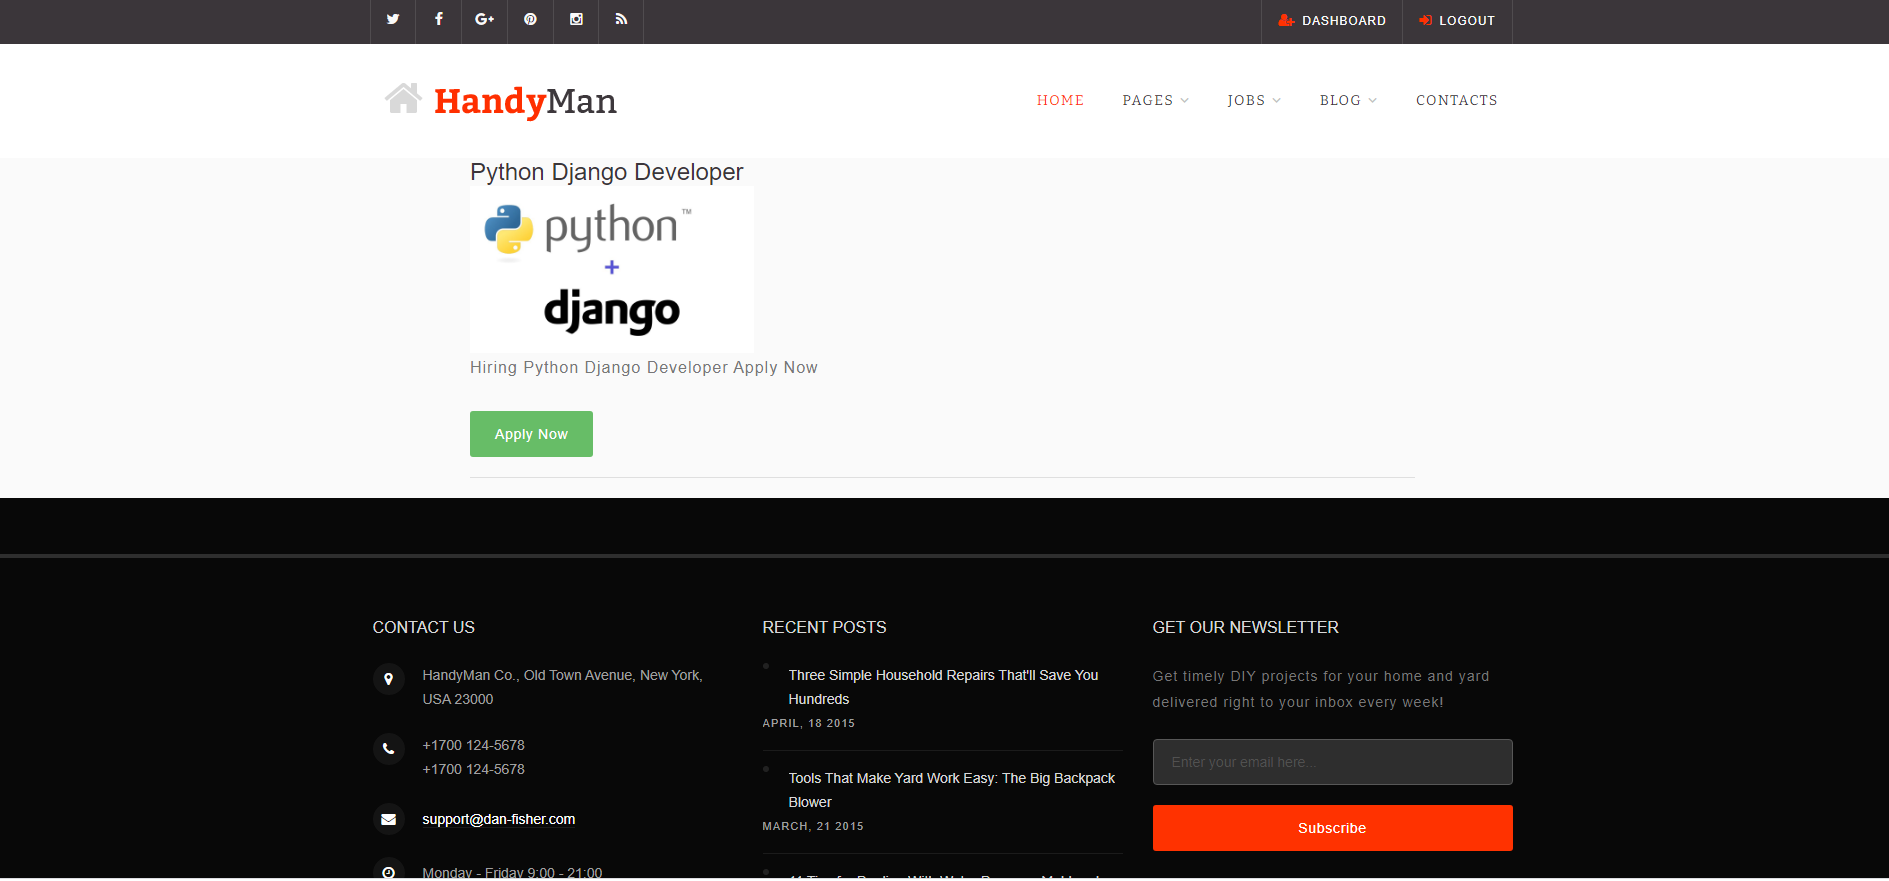 DASHBOARD
LOGOUT
HandyMan
HOME
PAGES
JOBS
BLOG
CONTACTS
Python Django Developer
python™
+
django
Hiring Python Django Developer Apply Now
Apply Now
CONTACT US
HandyMan Co., Old Town Avenue, New York,
USA 23000
+1700 124-5678
+1700 124-5678
support@dan-fisher.com
Monday - Friday 9:00 - 21:00
RECENT POSTS
Three Simple Household Repairs That'll Save You
Hundreds
APRIL, 18 2015
Tools That Make Yard Work Easy: The Big Backpack
Blower
MARCH, 21 2015
GET OUR NEWSLETTER
Get timely DIY projects for your home and yard
delivered right to your inbox every week!
Enter your email here...
Subscribe